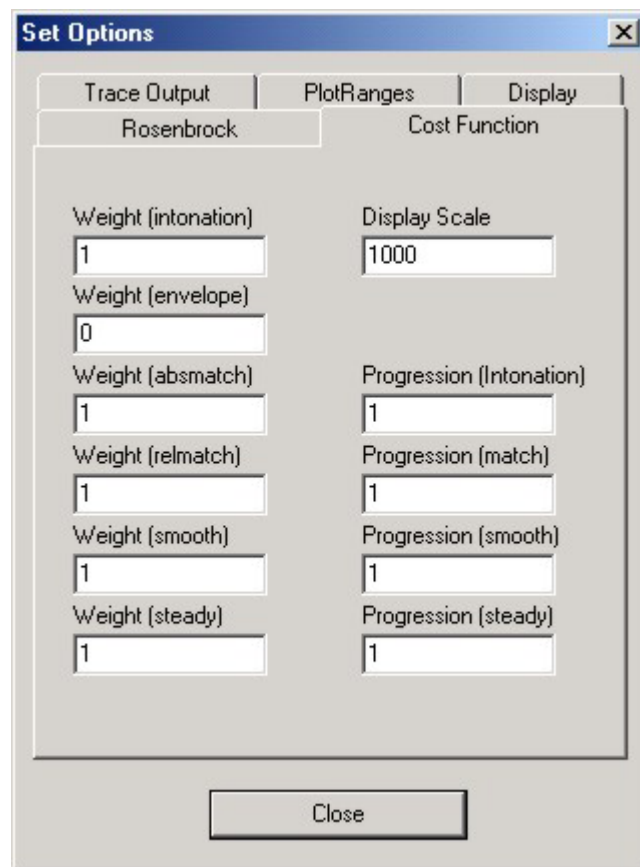 Set Options
Trace Output PlotRanges Display
Rosenbrock Cost Function
Weight (intonation) Display Scale
1 1000
Weight (envelope)
0
Weight (absmatch) Progression (Intonation)
1 1
Weight (relmatch) Progression (match)
1 1
Weight (smooth) Progression (smooth)
1 1
Weight (steady) Progression (steady)
1 1
Close